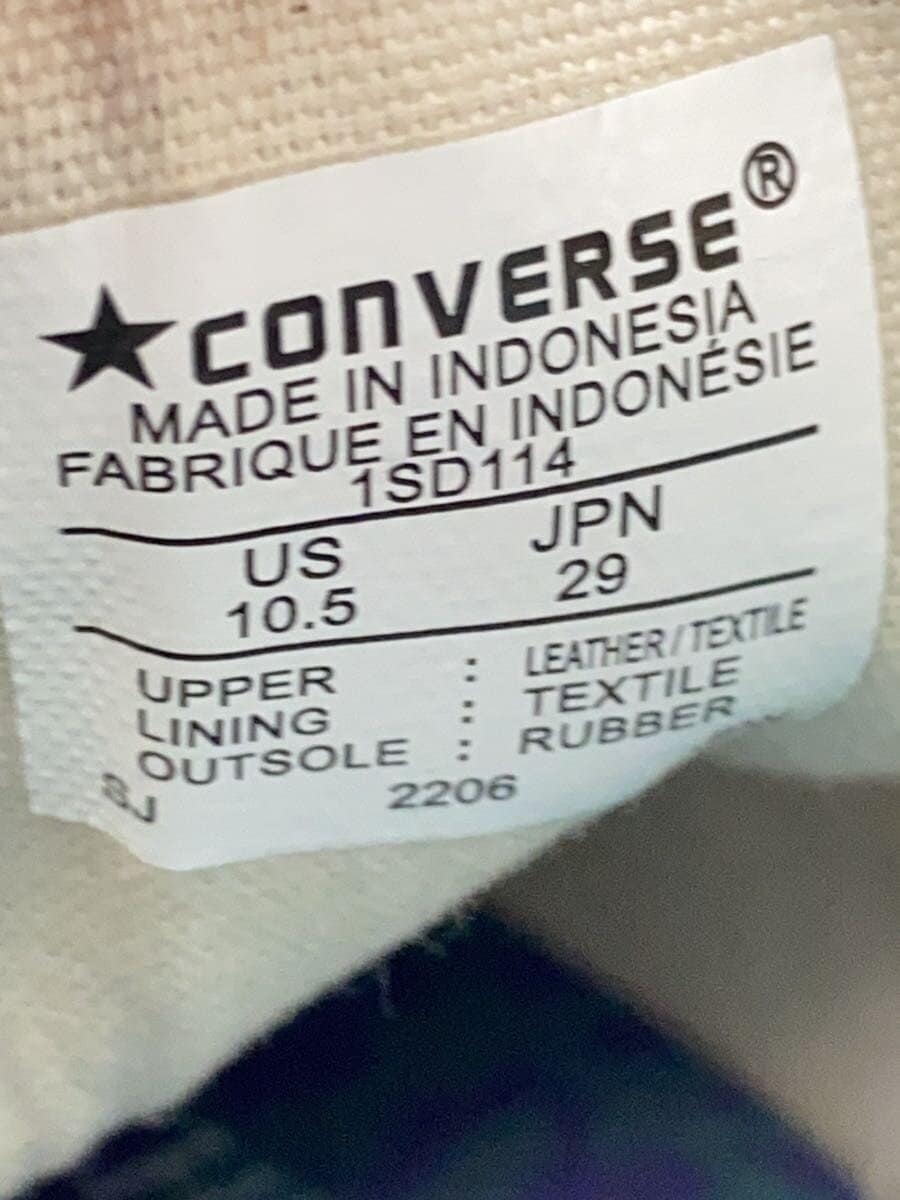 ★CONVERSE®
MADE IN INDONESIA
FABRIQUE EN INDONÉSIE
1SD114
US JPN
10.5 29
UPPER : LEATHER/TEXTILE
LINING : TEXTILE
OUTSOLE : RUBBER
2206